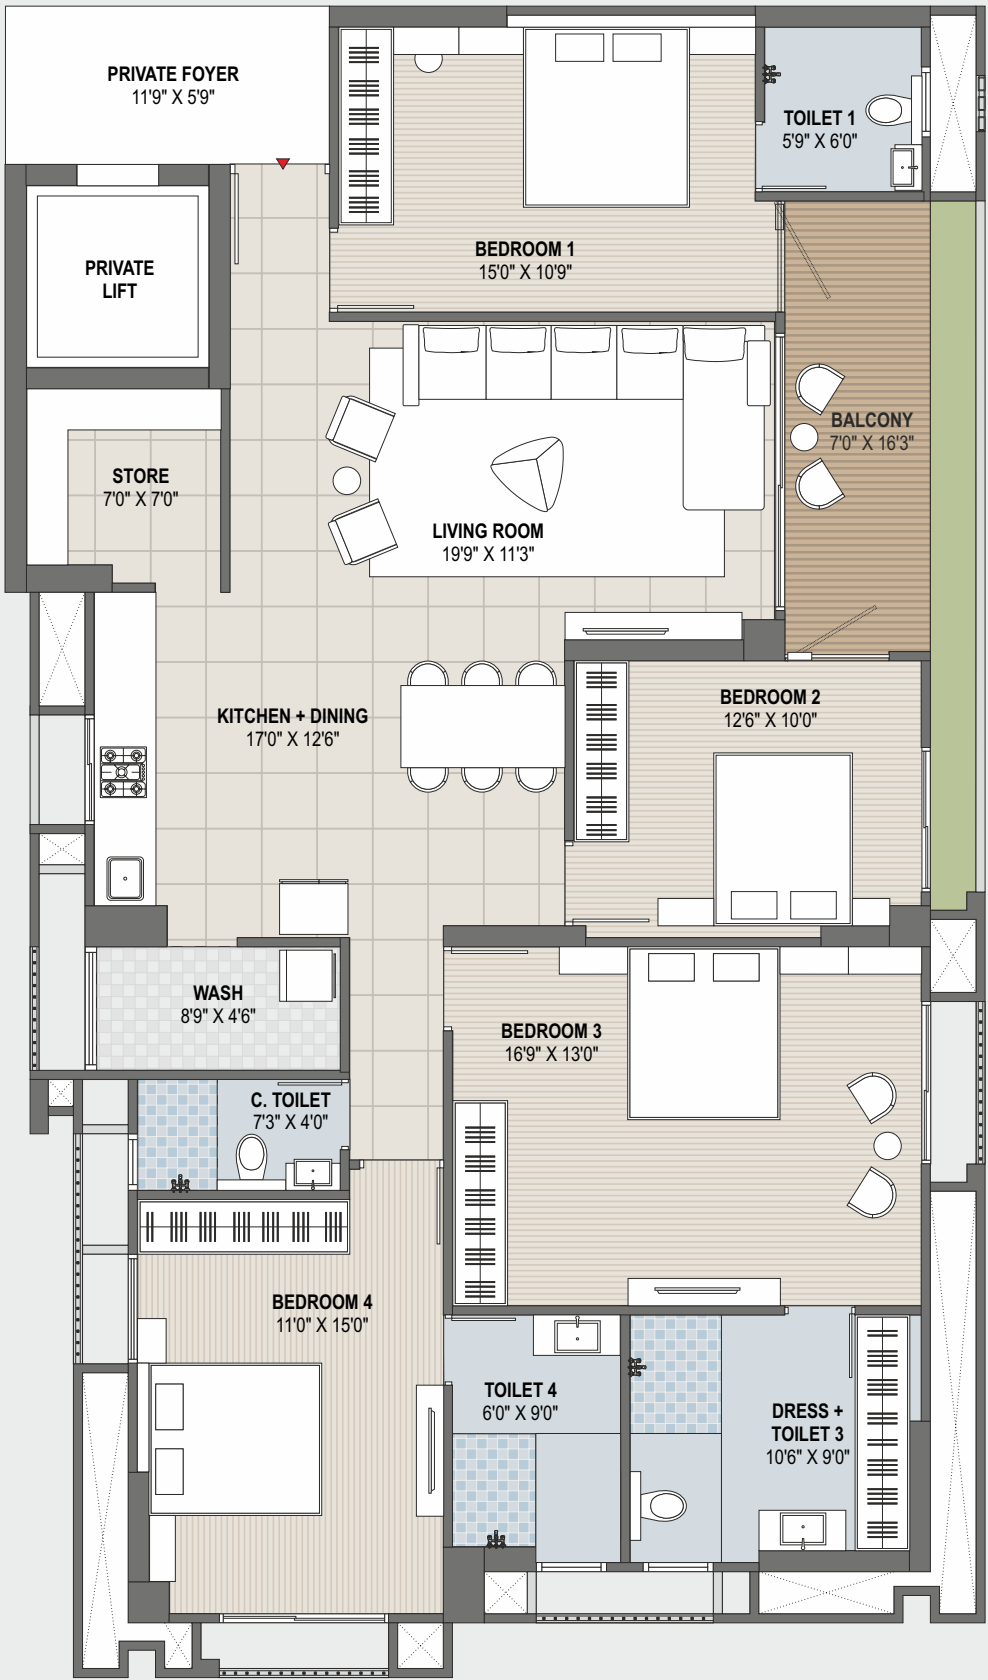 PRIVATE FOYER
11'9" X 5'9"
TOILET 1
5'9" X 6'0"
BEDROOM 1
15'0" X 10'9"
PRIVATE
LIFT
BALCONY
7'0" X 16'3"
STORE
7'0" X 7'0"
LIVING ROOM
19'9" X 11'3"
BEDROOM 2
12'6" X 10'0"
KITCHEN + DINING
17'0" X 12'6"
WASH
8'9" X 4'6"
BEDROOM 3
16'9" X 13'0"
C. TOILET
7'3" X 4'0"
BEDROOM 4
11'0" X 15'0"
TOILET 4
6'0" X 9'0"
DRESS +
TOILET 3
10'6" X 9'0"